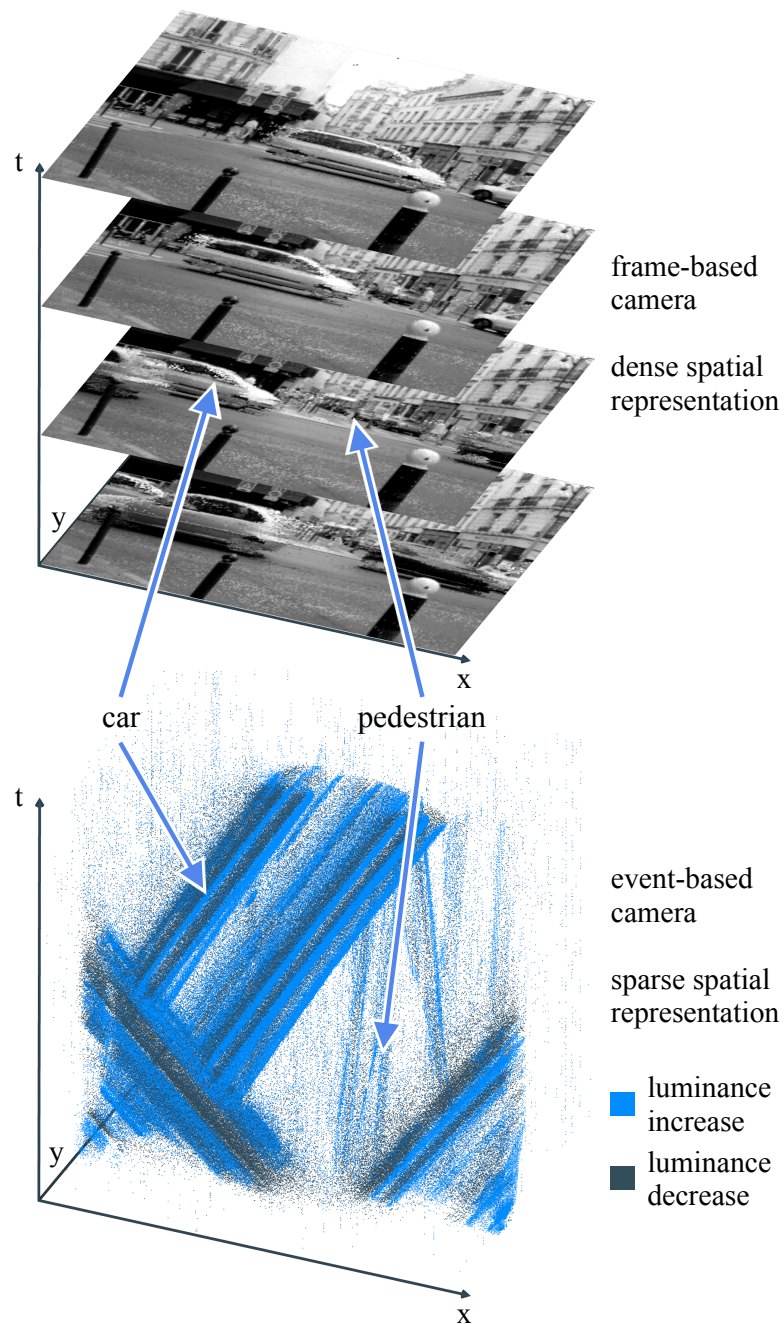 t
frame-based
camera
dense spatial
representation
y
x
car
pedestrian
t
event-based
camera
sparse spatial
representation
luminance
increase
luminance
decrease
y
x